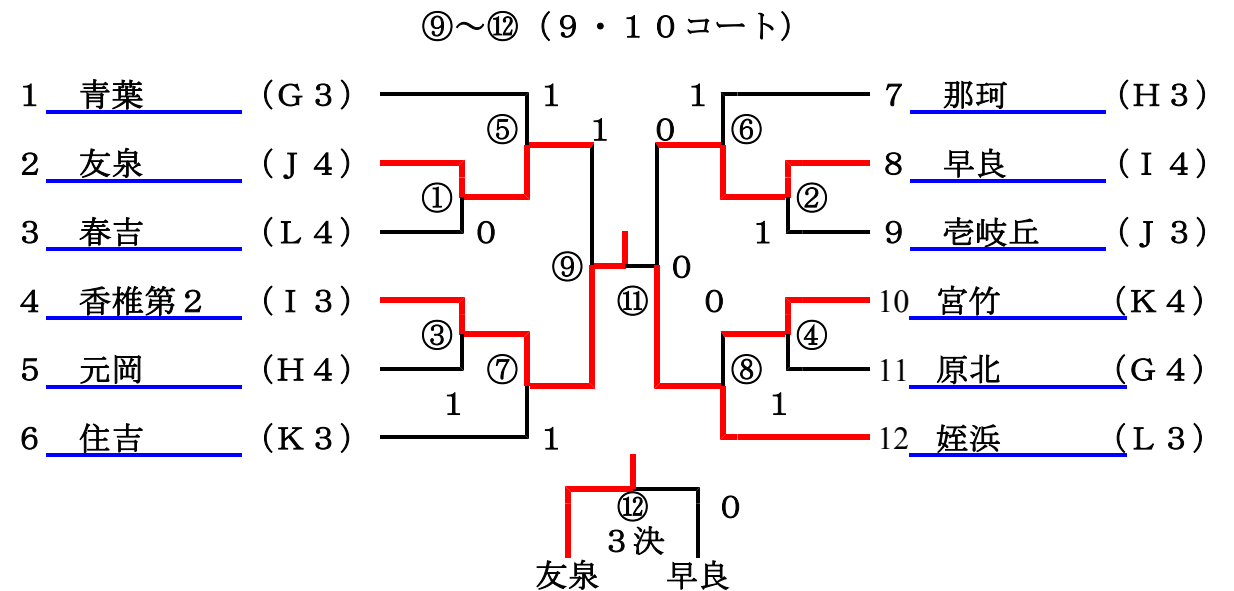 ⑨～⑫（９・１０コート）
1 青葉 （Ｇ３） 1 1 7 那珂 （Ｈ３）
⑤ 1 0 ⑥
2 友泉 （Ｊ４） 8 早良 （Ｉ４）
① ②
3 春吉 （Ｌ４） 0 1 9 壱岐丘 （Ｊ３）
⑨ 0
4 香椎第２ （Ｉ３） ⑪ 0 10 宮竹 （Ｋ４）
③ ④
5 元岡 （Ｈ４） ⑦ ⑧ 11 原北 （Ｇ４）
1 1
6 住吉 （Ｋ３） 1 12 姪浜 （Ｌ３）
⑫ 0
３決
友泉 早良